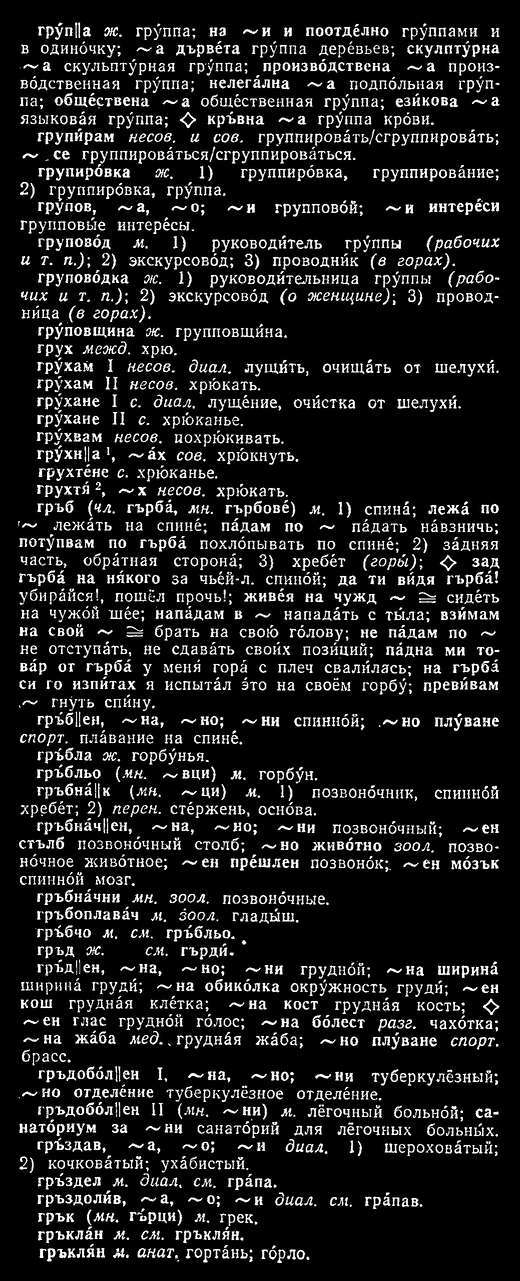 гру́п||а ж. гру́ппа; на ~и и поотде́лно гру́ппами и
в одино́чку; ~а дърве́та гру́ппа дере́вьев; скулпту́рна
~а скульпту́рная гру́ппа; произво́дствена ~а произ-
во́дственная гру́ппа; нелега́лна ~а подпо́льная гру́п-
па; обще́ствена ~а обще́ственная гру́ппа; ези́кова ~а
языкова́я гру́ппа; ◇ кръ́вна ~а гру́ппа кро́ви.
групи́рам несов. и сов. группирова́ть/сгруппирова́ть;
~ се группирова́ться/сгруппирова́ться.
групиро́вка ж. 1) группиро́вка, группирова́ние;
2) группиро́вка, гру́ппа.
гру́пов, ~а, ~о; ~и группово́й; ~и интере́си
групповы́е интере́сы.
групово́д м. 1) руководи́тель гру́ппы (рабочих
и т. п.); 2) экскурсово́д; 3) проводни́к (в горах).
групово́дка ж. 1) руководи́тельница гру́ппы (рабо-
чих и т. п.); 2) экскурсово́д (о женщине); 3) провод-
ни́ца (в горах).
гру́повщина ж. групповщи́на.
грух межд. хрю.
гру́хам I несов. диал. лущи́ть, очища́ть от шелухи́.
гру́хам II несов. хрю́кать.
гру́хане I с. диал. луще́ние, очи́стка от шелухи́.
гру́хане II с. хрю́канье.
гру́хвам несов. похрю́кивать.
гру́хн||а ¹, ~ах сов. хрю́кнуть.
грухте́не с. хрю́канье.
грухтя́ ², ~х несов. хрю́кать.
гръб (чл. гърба́, мн. гърбове́) м. 1) спина́; лежа́ по
~ лежа́ть на спине́; па́дам по ~ па́дать на́взничь;
поту́пвам по гърба́ похло́пывать по спине́; 2) за́дняя
часть, обра́тная сторона́; 3) хребе́т (горы́); ◇ зад
гърба́ на ня́кого за чье́й-л. спино́й; да ти ви́дя гърба́!
убира́йся!, пошёл прочь!; живе́я на чужд ~ ≅ сиде́ть
на чужо́й ше́е; напа́дам в ~ напада́ть с ты́ла; взи́мам
на свой ~ ≅ брать на свою́ го́лову; не па́дам по ~
не отступа́ть, не сдава́ть свои́х пози́ций; па́дна ми то-
ва́р от гърба́ у меня́ гора́ с плеч свали́лась; на гърба́
си го изпи́тах я испыта́л э́то на своём горбу́; преви́вам
~ гнуть спи́ну.
гръ́б||ен, ~на, ~но; ~ни спинно́й; ~но плу́ване
спорт. пла́вание на спине́.
гръ́бла ж. горбу́нья.
гръ́бльо (мн. ~вци) м. горбу́н.
гръбна́||к (мн. ~ци) м. 1) позвоно́чник, спинно́й
хребе́т; 2) перен. сте́ржень, осно́ва.
гръбна́ч||ен, ~на, ~но; ~ни позвоно́чный; ~ен
стълб позвоно́чный столб; ~но живо́тно зоол. позво-
но́чное живо́тное; ~ен пре́шлен позвоно́к; ~ен мо́зък
спинно́й мозг.
гръбна́чни мн. зоол. позвоно́чные.
гръбоплава́ч м. зоол. глады́ш.
гръ́бчо м. см. гръ́бльо.
гръд ж. см. гърди́.
гръ́д||ен, ~на, ~но; ~ни грудно́й; ~на ширина́
ширина́ груди́; ~на обико́лка окру́жность груди́; ~ен
кош грудна́я кле́тка; ~на кост грудна́я кость; ◇
~ен глас грудно́й го́лос; ~на бо́лест разг. чахо́тка;
~на жа́ба мед. грудна́я жа́ба; ~но плу́ване спорт.
брасс.
гръдобо́л||ен I, ~на, ~но; ~ни туберкулёзный;
~но отделе́ние туберкулёзное отделе́ние.
гръдобо́л||ен II (мн. ~ни) м. лёгочный больно́й; са-
нато́риум за ~ни санато́рий для лёгочных больны́х.
гръ́здав, ~а, ~о; ~и диал. 1) шерохова́тый;
2) кочкова́тый; уха́бистый.
гръ́здел м. диал. см. гра́па.
гръздоли́в, ~а, ~о; ~и диал. см. гра́пав.
грък (мн. гъ́рци) м. грек.
гръкла́н м. см. гръкля́н.
гръкля́н м. анат. горта́нь; го́рло.